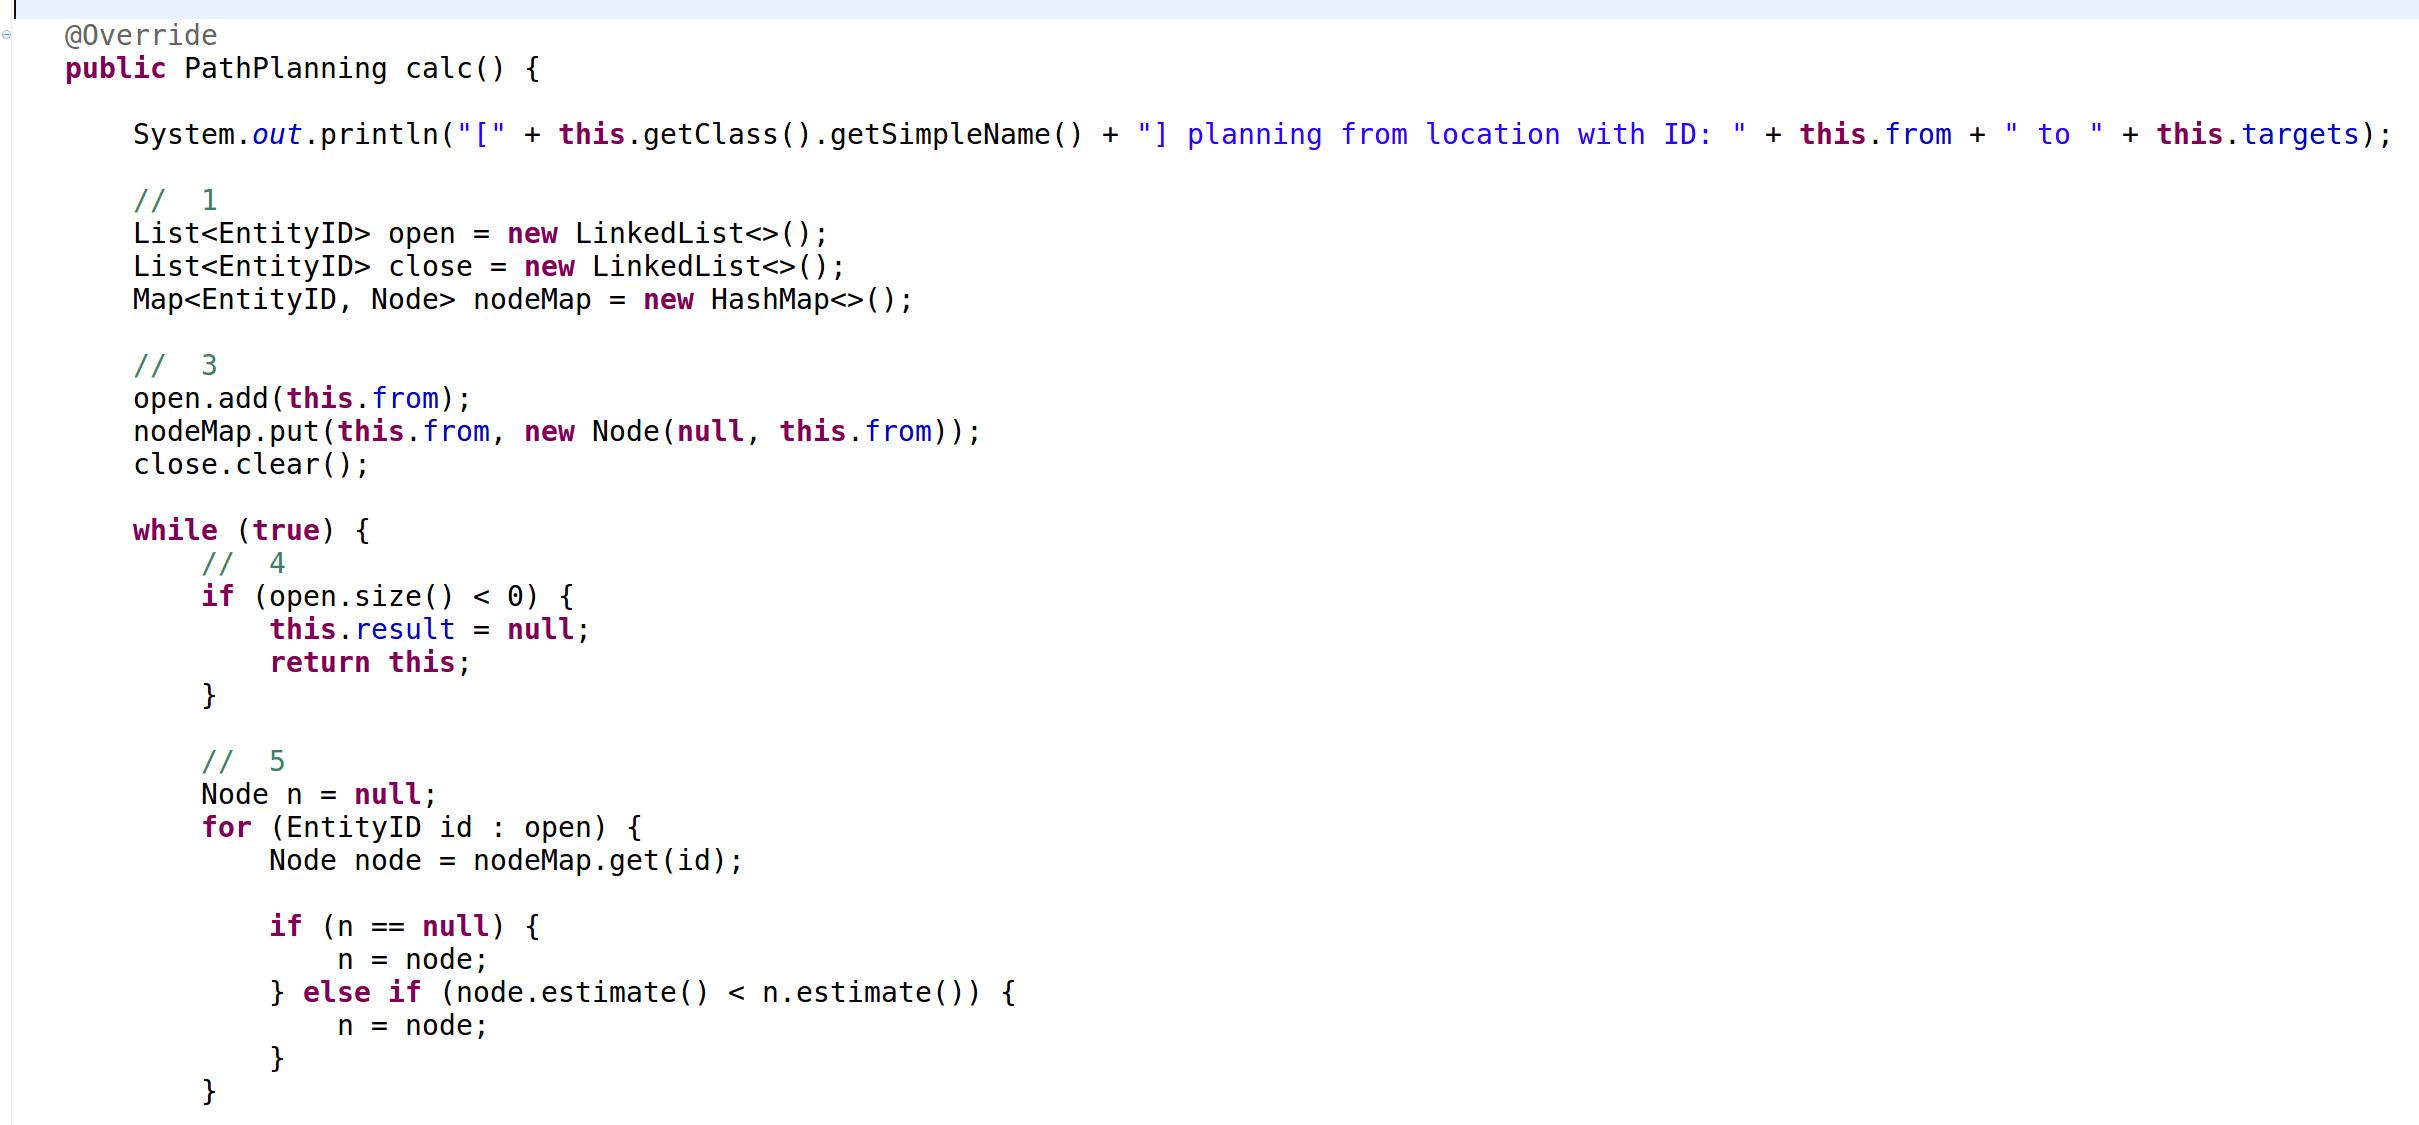 @Override
public PathPlanning calc() {
System.out.println("[" + this.getClass().getSimpleName() + "] planning from location with ID: " + this.from + " to " + this.targets);
//  1
List<EntityID> open = new LinkedList<>();
List<EntityID> close = new LinkedList<>();
Map<EntityID, Node> nodeMap = new HashMap<>();
//  3
open.add(this.from);
nodeMap.put(this.from, new Node(null, this.from));
close.clear();
while (true) {
//  4
if (open.size() < 0) {
this.result = null;
return this;
}
//  5
Node n = null;
for (EntityID id : open) {
Node node = nodeMap.get(id);
if (n == null) {
n = node;
} else if (node.estimate() < n.estimate()) {
n = node;
}
}